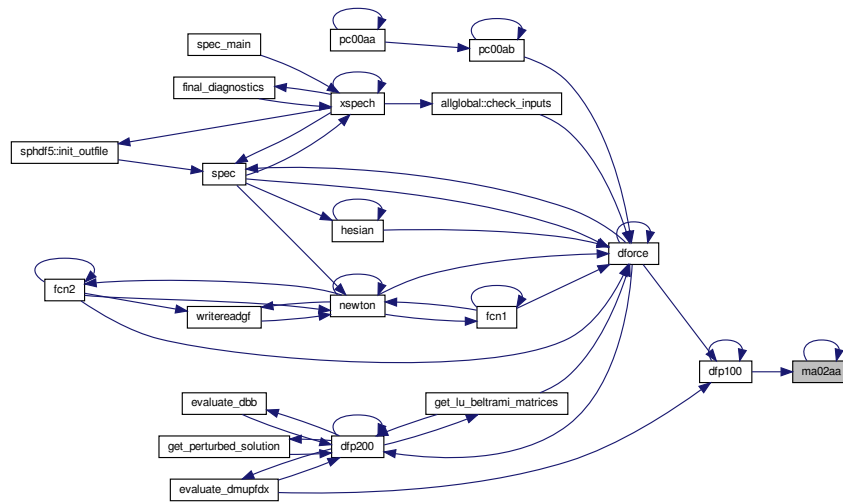 pc00aa
pc00ab
spec_main
final_diagnostics
xspech
allglobal::check_inputs
sphdf5::init_outfile
spec
hesian
dforce
fcn2
newton
writereadgf
fcn1
dfp100
ma02aa
evaluate_dbb
get_lu_beltrami_matrices
get_perturbed_solution
dfp200
evaluate_dmupfdx